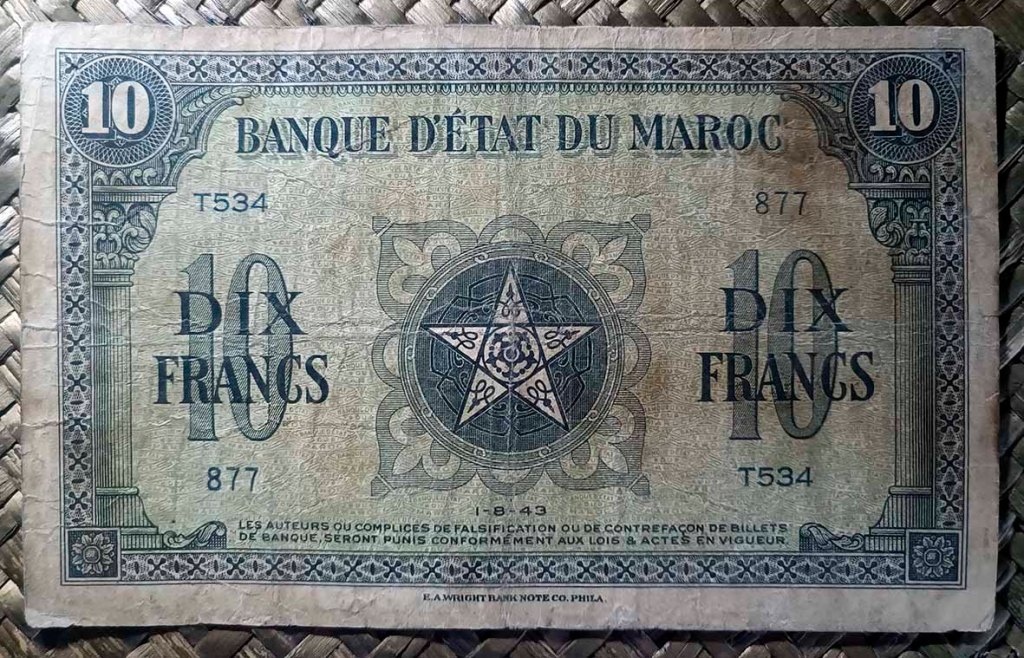 10 10
BANQUE D'ÉTAT DU MAROC
T534 877
10 10
DIX DIX
FRANCS FRANCS
877 T534
1-8-43
LES AUTEURS OU COMPLICES DE FALSIFICATION OU DE CONTREFAÇON DE BILLETS
DE BANQUE, SERONT PUNIS CONFORMÉMENT AUX LOIS & ACTES EN VIGUEUR.
E.A.WRIGHT BANK NOTE CO. PHILA.